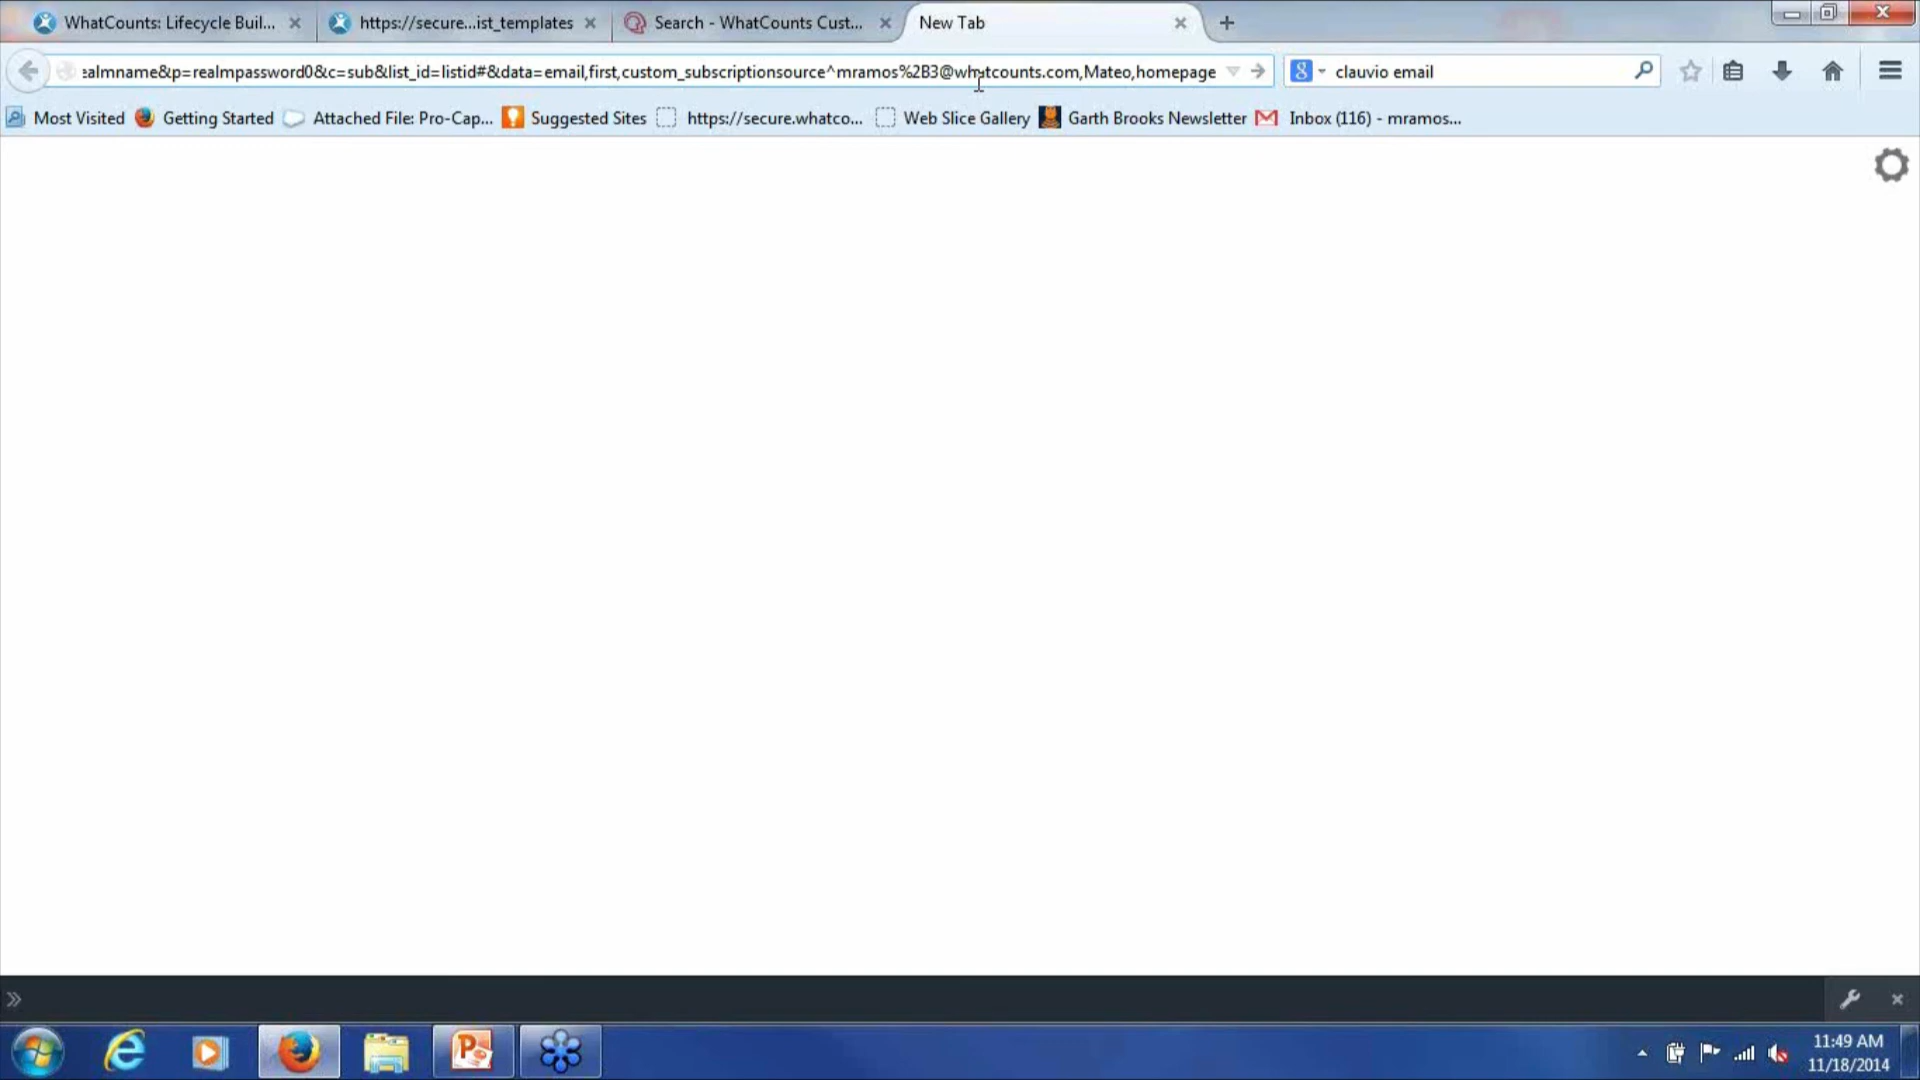 WhatCounts: Lifecycle Buil...
https://secure...ist_templates
Search - WhatCounts Cust...
New Tab
ealmname&p=realmpassword0&c=sub&list_id=listid#&data=email,first,custom_subscriptionsource^mramos%2B3@whatcounts.com,Mateo,homepage
clauvio email
Most Visited
Getting Started
Attached File: Pro-Cap...
Suggested Sites
https://secure.whatco...
Web Slice Gallery
Garth Brooks Newsletter
Inbox (116) - mramos...
11:49 AM
11/18/2014